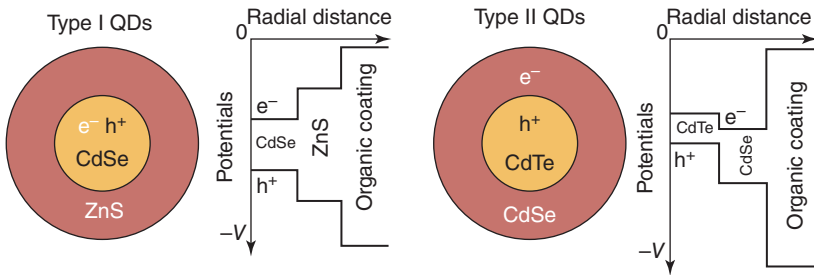 Type I QDs
e⁻ h⁺
CdSe
ZnS
Radial distance
0
Potentials
–V
e⁻
CdSe
h⁺
ZnS
Organic coating
Type II QDs
e⁻
h⁺
CdTe
CdSe
Radial distance
0
Potentials
–V
CdTe
h⁺
e⁻
CdSe
Organic coating